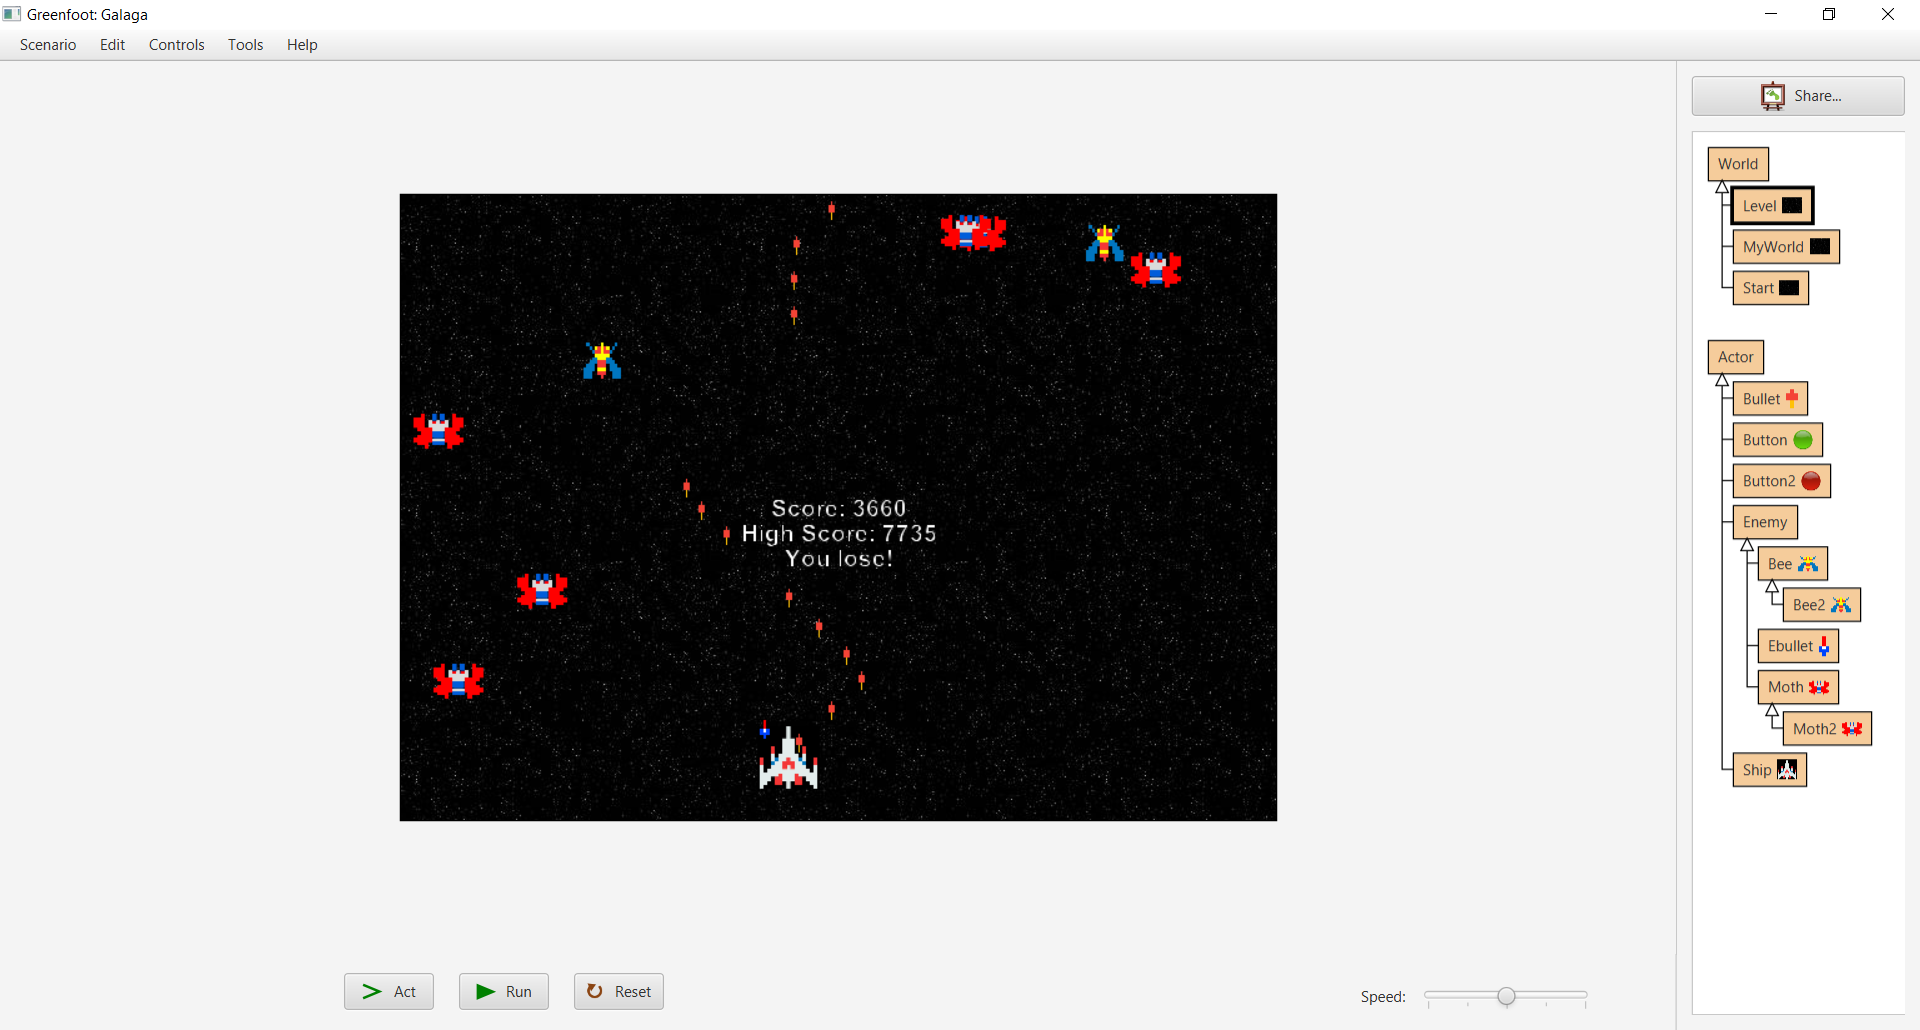 Greenfoot: Galaga
Scenario Edit Controls Tools Help
Share...
World
Level
MyWorld
Start
Actor
Bullet
Button
Button2
Enemy
Bee
Bee2
Ebullet
Moth
Moth2
Ship
Score: 3660
High Score: 7735
You lose!
Act Run Reset Speed: